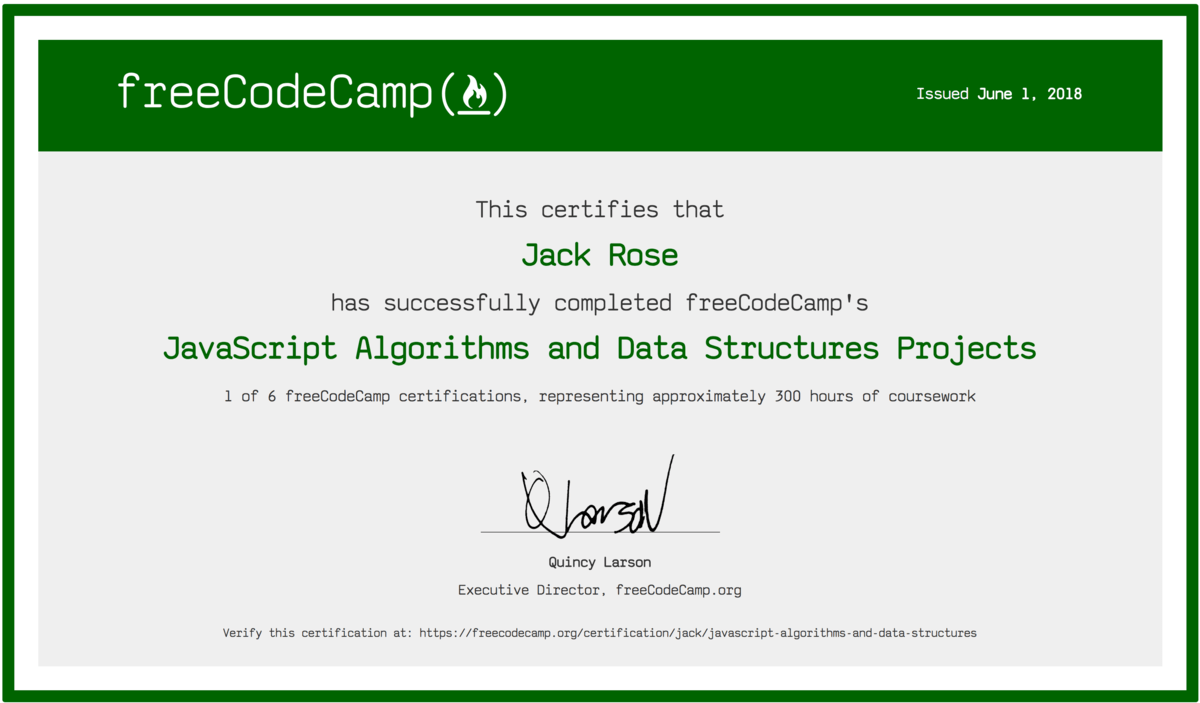 freeCodeCamp(🔥)
Issued June 1, 2018
This certifies that
Jack Rose
has successfully completed freeCodeCamp's
JavaScript Algorithms and Data Structures Projects
1 of 6 freeCodeCamp certifications, representing approximately 300 hours of coursework
Q Larson
Quincy Larson
Executive Director, freeCodeCamp.org
Verify this certification at: https://freecodecamp.org/certification/jack/javascript-algorithms-and-data-structures